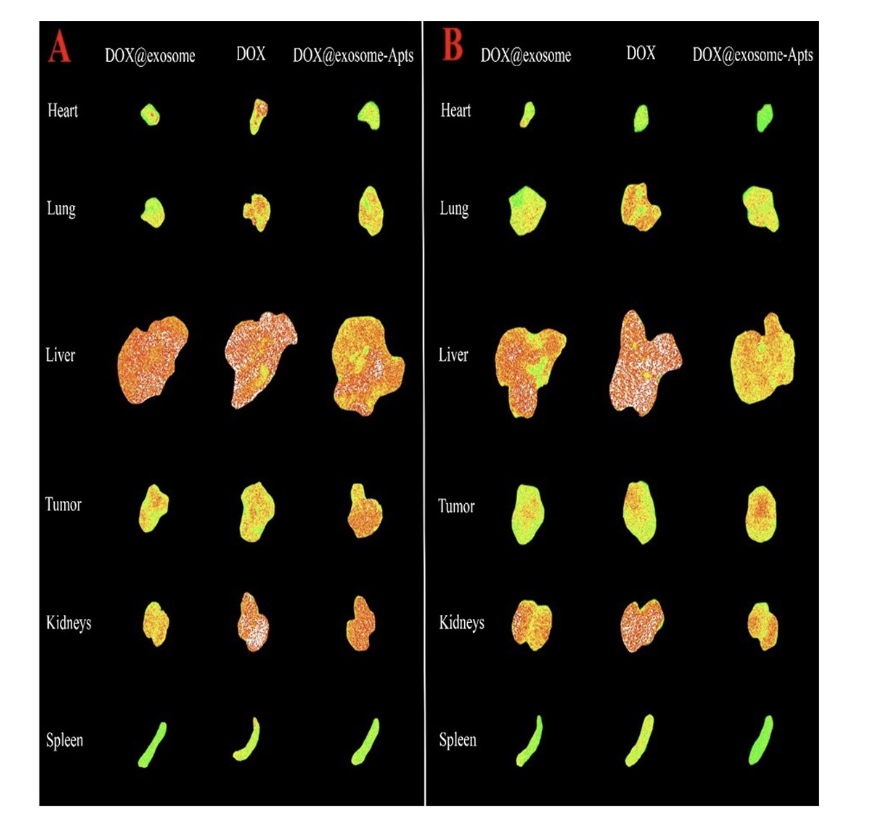 A
DOX@exosome DOX DOX@exosome-Apts
Heart
Lung
Liver
Tumor
Kidneys
Spleen
B
DOX@exosome DOX DOX@exosome-Apts
Heart
Lung
Liver
Tumor
Kidneys
Spleen